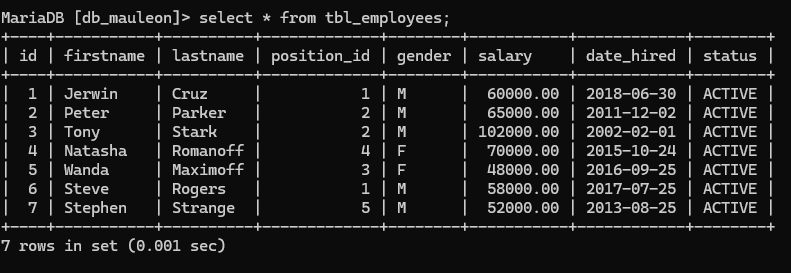 MariaDB [db_mauleon]> select * from tbl_employees;
+----+-----------+----------+-------------+--------+-----------+------------+--------+
| id | firstname | lastname | position_id | gender | salary    | date_hired | status |
+----+-----------+----------+-------------+--------+-----------+------------+--------+
|  1 | Jerwin    | Cruz     |           1 | M      |  60000.00 | 2018-06-30 | ACTIVE |
|  2 | Peter     | Parker   |           2 | M      |  65000.00 | 2011-12-02 | ACTIVE |
|  3 | Tony      | Stark    |           2 | M      | 102000.00 | 2002-02-01 | ACTIVE |
|  4 | Natasha   | Romanoff |           4 | F      |  70000.00 | 2015-10-24 | ACTIVE |
|  5 | Wanda     | Maximoff |           3 | F      |  48000.00 | 2016-09-25 | ACTIVE |
|  6 | Steve     | Rogers   |           1 | M      |  58000.00 | 2017-07-25 | ACTIVE |
|  7 | Stephen   | Strange  |           5 | M      |  52000.00 | 2013-08-25 | ACTIVE |
+----+-----------+----------+-------------+--------+-----------+------------+--------+
7 rows in set (0.001 sec)